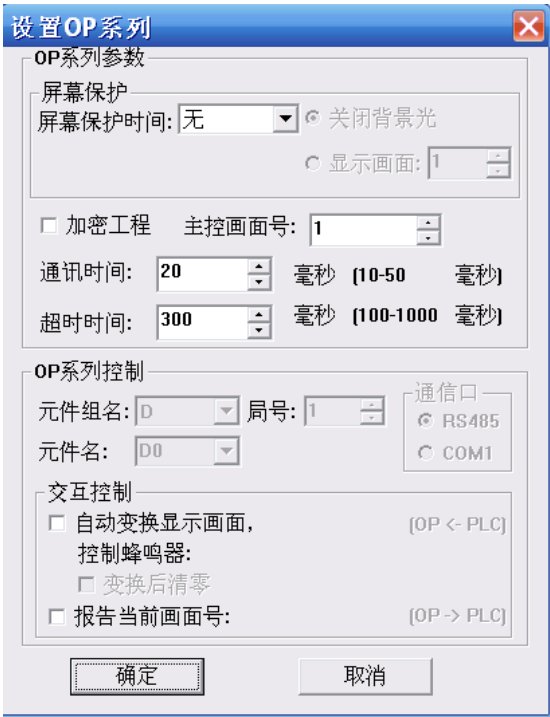 设置OP系列
OP系列参数
屏幕保护
屏幕保护时间: 无 关闭背景光
显示画面: 1
加密工程 主控画面号: 1
通讯时间: 20 毫秒 (10-50 毫秒)
超时时间: 300 毫秒 (100-1000 毫秒)
OP系列控制
元件组名: D 局号: 1 通信口
RS485
元件名: D0 COM1
交互控制
自动变换显示画面, (OP <- PLC)
控制蜂鸣器:
变换后清零
报告当前画面号: (OP -> PLC)
确定 取消